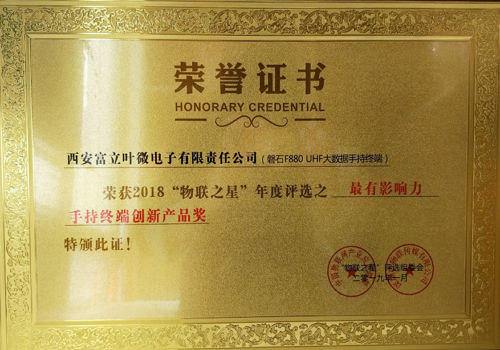 荣誉证书
HONORARY CREDENTIAL
西安富立叶微电子有限责任公司（磐石F880 UHF大数据手持终端）
荣获2018“物联之星”年度评选之 最有影响力
手持终端创新产品奖
特颁此证！
“物联之星”评选组委会
二零一九年一月